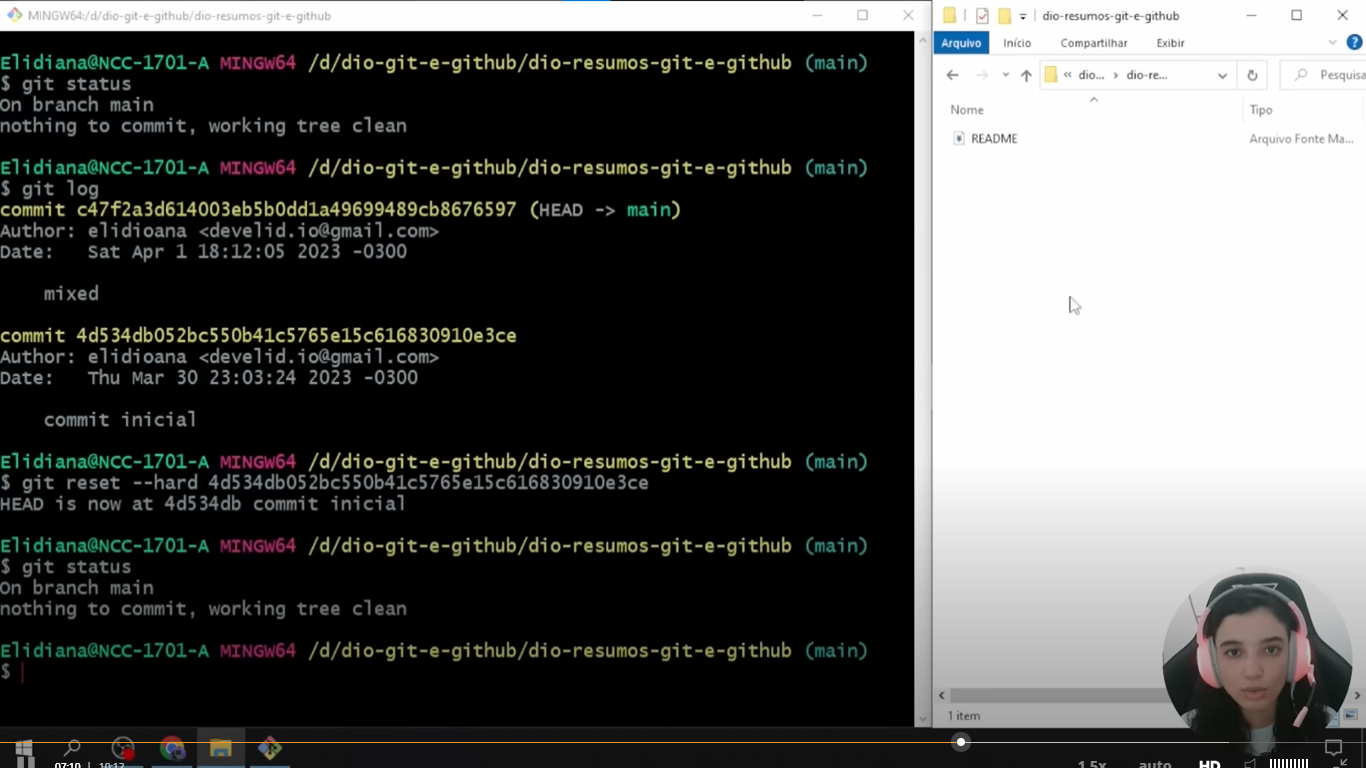 MINGW64:/d/dio-git-e-github/dio-resumos-git-e-github
Elidiana@NCC-1701-A MINGW64 /d/dio-git-e-github/dio-resumos-git-e-github (main)
$ git status
On branch main
nothing to commit, working tree clean
Elidiana@NCC-1701-A MINGW64 /d/dio-git-e-github/dio-resumos-git-e-github (main)
$ git log
commit c47f2a3d614003eb5b0dd1a49699489cb8676597 (HEAD -> main)
Author: elidioana <develid.io@gmail.com>
Date:   Sat Apr 1 18:12:05 2023 -0300
mixed
commit 4d534db052bc550b41c5765e15c616830910e3ce
Author: elidioana <develid.io@gmail.com>
Date:   Thu Mar 30 23:03:24 2023 -0300
commit inicial
Elidiana@NCC-1701-A MINGW64 /d/dio-git-e-github/dio-resumos-git-e-github (main)
$ git reset --hard 4d534db052bc550b41c5765e15c616830910e3ce
HEAD is now at 4d534db commit inicial
Elidiana@NCC-1701-A MINGW64 /d/dio-git-e-github/dio-resumos-git-e-github (main)
$ git status
On branch main
nothing to commit, working tree clean
Elidiana@NCC-1701-A MINGW64 /d/dio-git-e-github/dio-resumos-git-e-github (main)
$
dio-resumos-git-e-github
Arquivo Início Compartilhar Exibir
« dio... › dio-re... Pesquisa
Nome Tipo
README Arquivo Fonte Ma...
1 item
07:10 | 10:12 1.5x auto HD